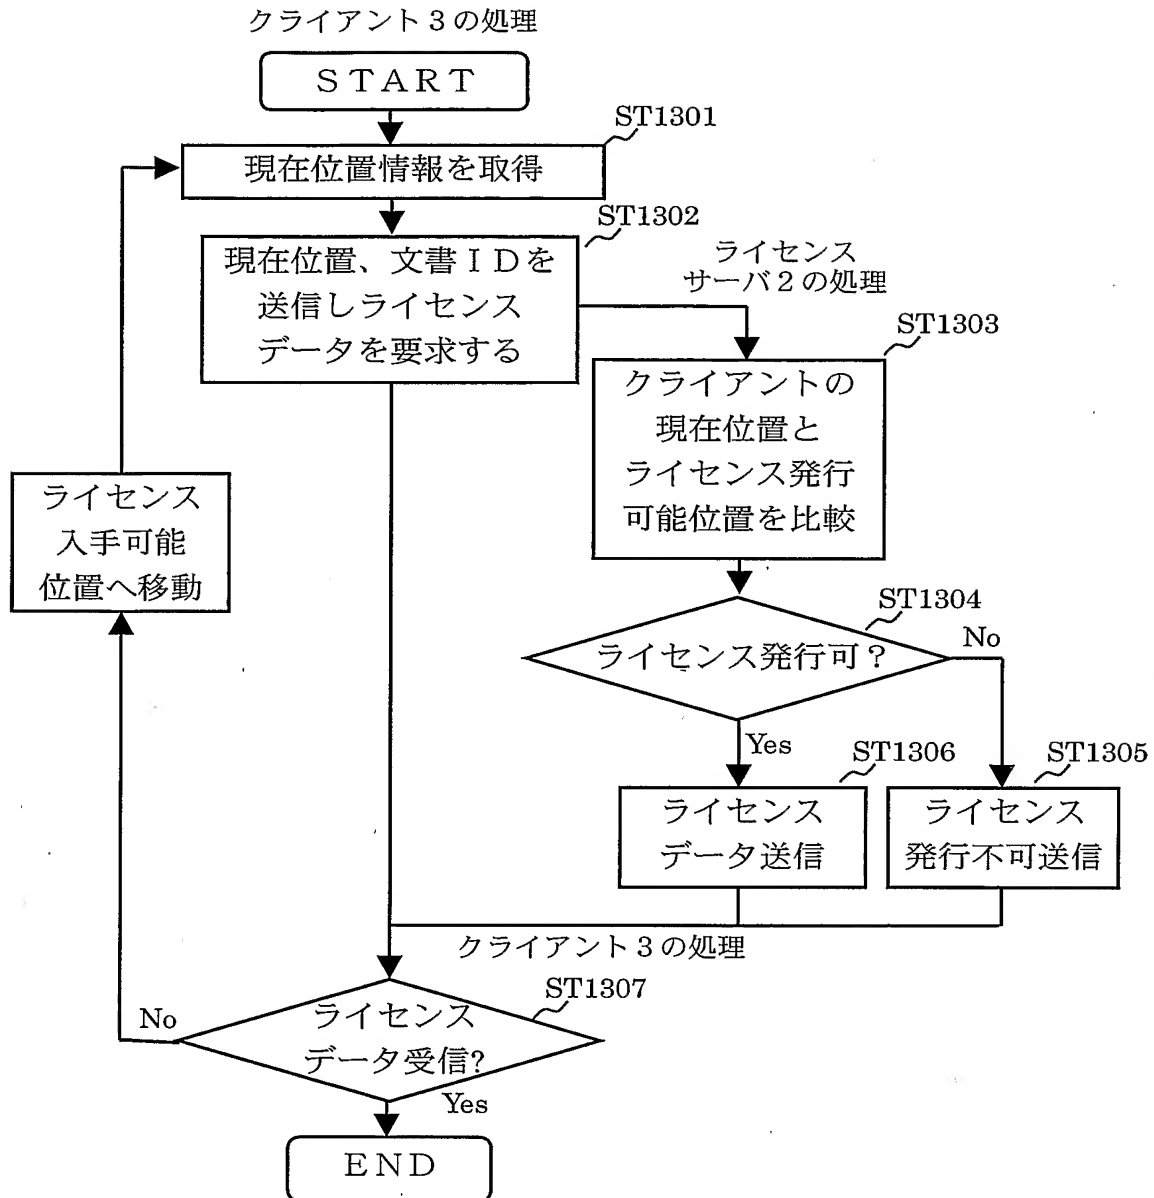 クライアント３の処理
ＳＴＡＲＴ
ST1301
現在位置情報を取得
ST1302
現在位置、文書ＩＤを
送信しライセンス
データを要求する
ライセンス
サーバ２の処理
ST1303
クライアントの
現在位置と
ライセンス発行
可能位置を比較
ライセンス
入手可能
位置へ移動
ST1304
ライセンス発行可？
No
Yes
ST1306
ST1305
ライセンス
データ送信
ライセンス
発行不可送信
クライアント３の処理
ST1307
ライセンス
データ受信?
No
Yes
ＥＮＤ